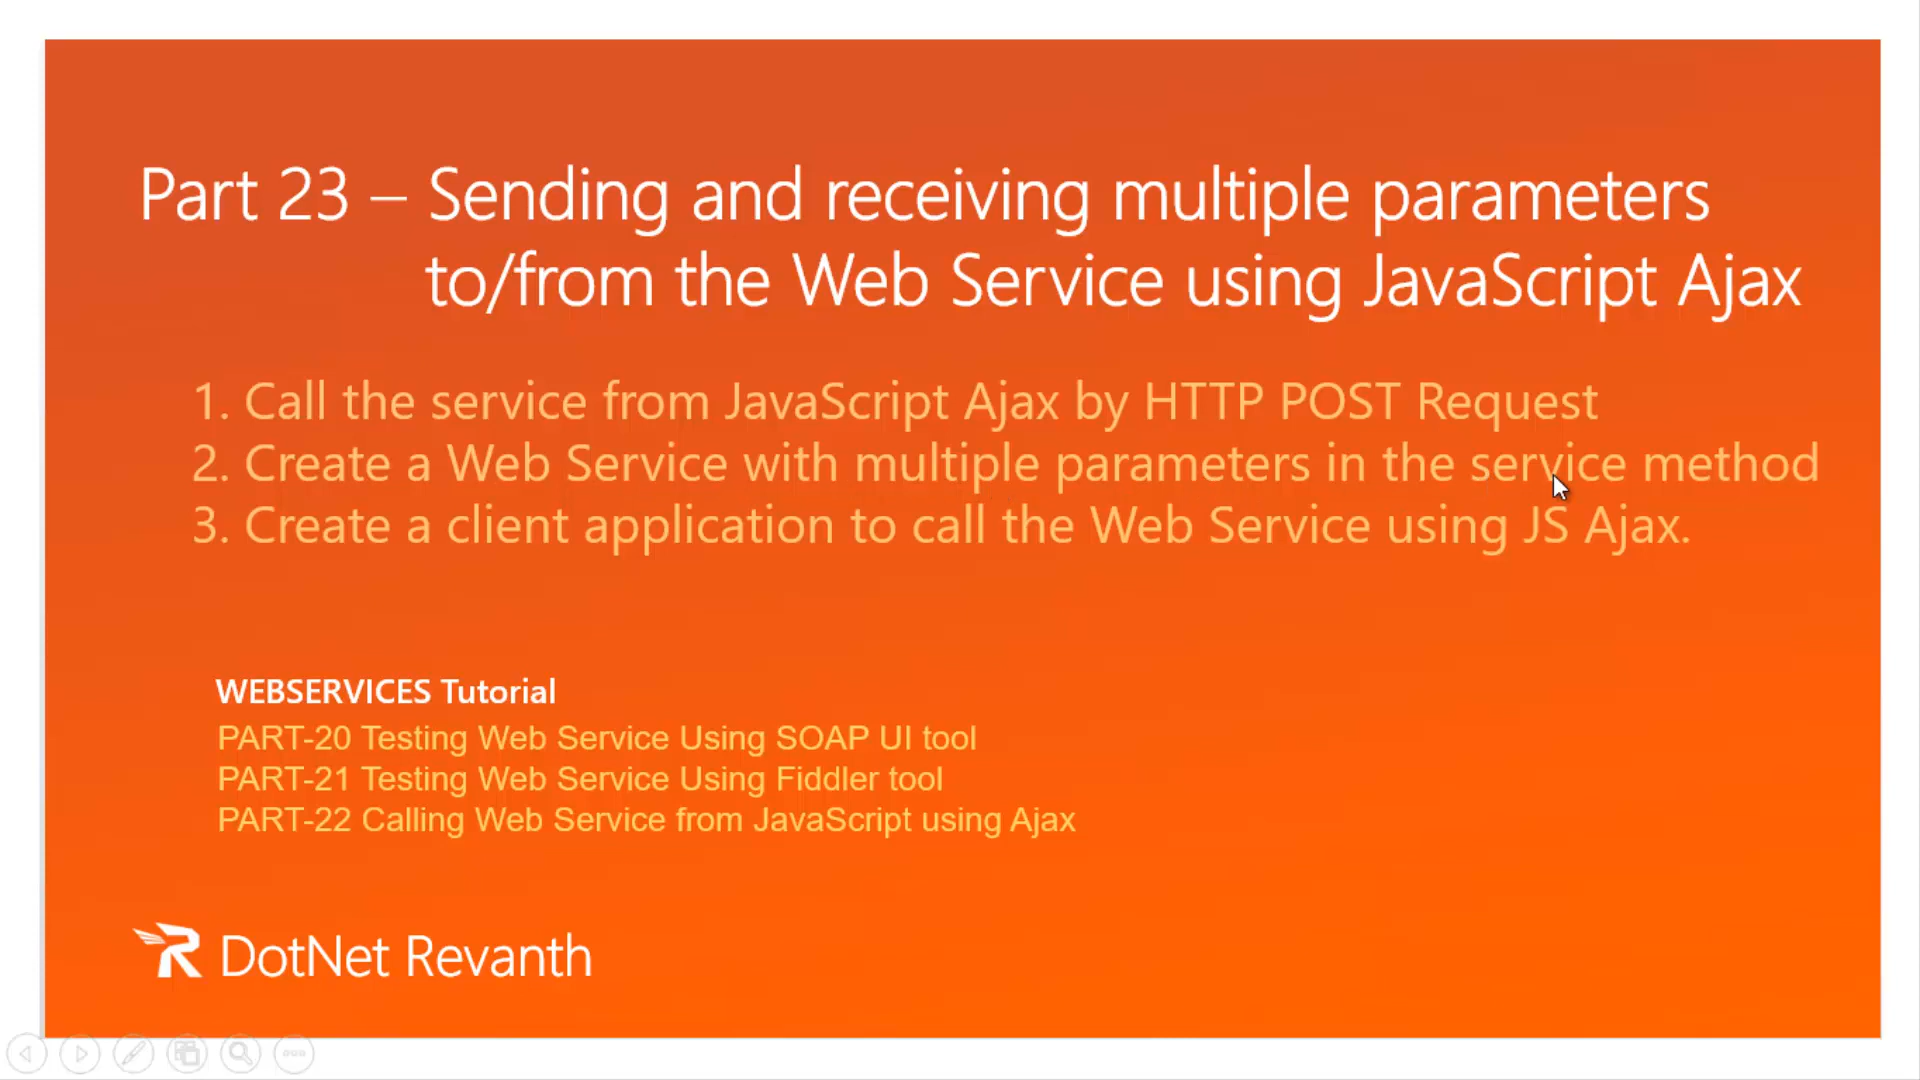 Part 23 – Sending and receiving multiple parameters
to/from the Web Service using JavaScript Ajax
1. Call the service from JavaScript Ajax by HTTP POST Request
2. Create a Web Service with multiple parameters in the service method
3. Create a client application to call the Web Service using JS Ajax.
WEBSERVICES Tutorial
PART-20 Testing Web Service Using SOAP UI tool
PART-21 Testing Web Service Using Fiddler tool
PART-22 Calling Web Service from JavaScript using Ajax
DotNet Revanth